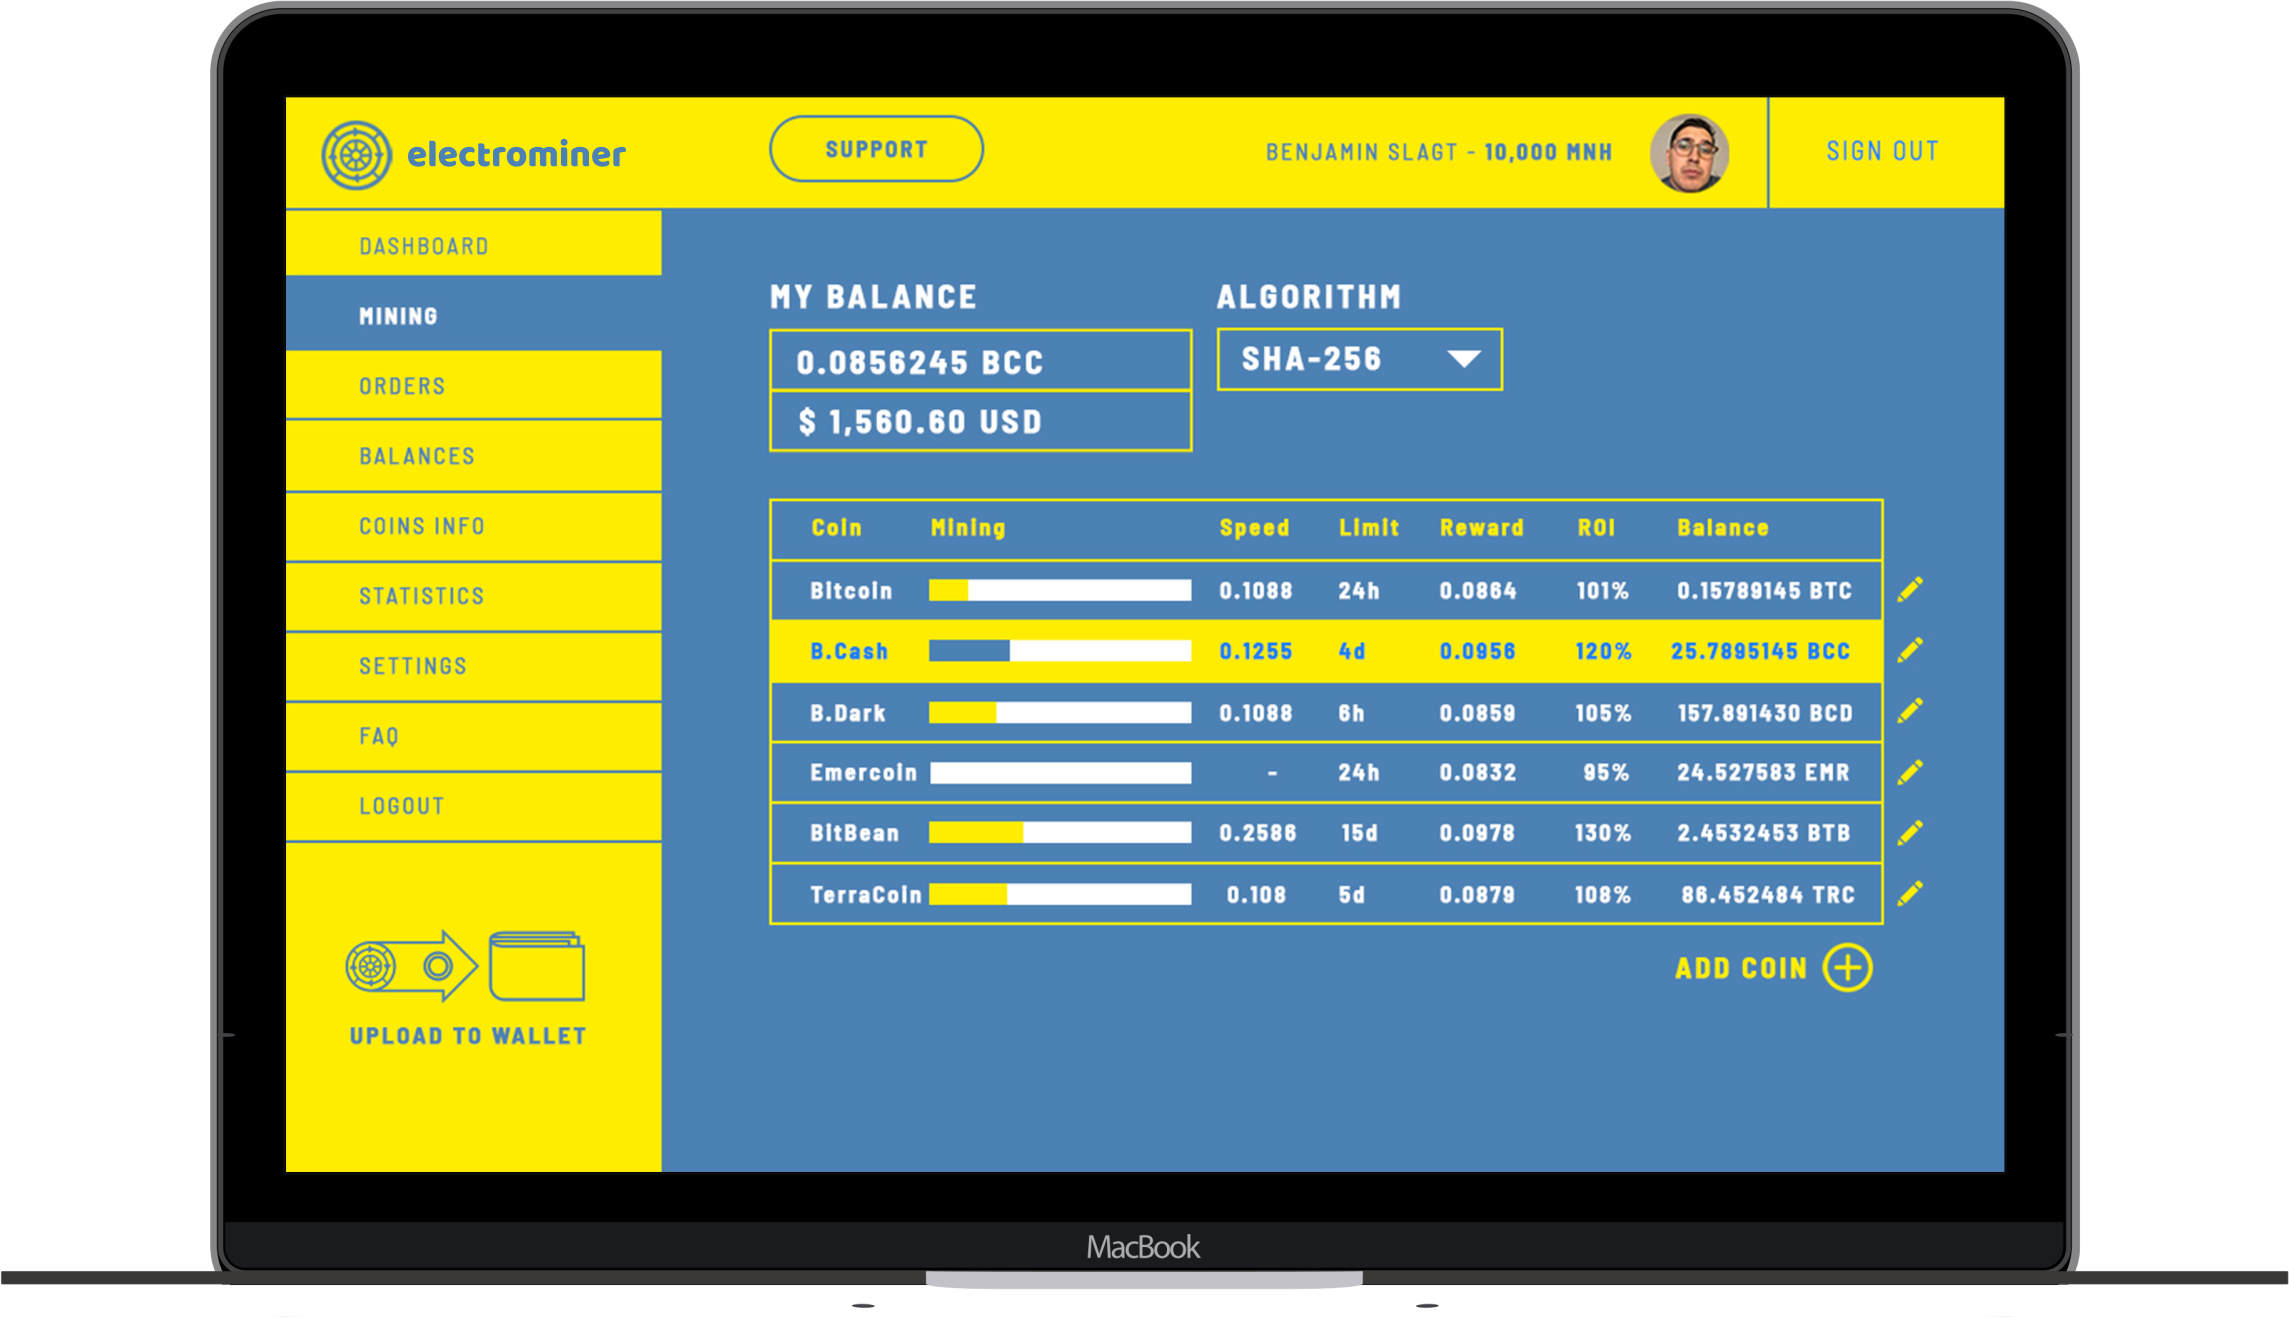 electrominer
SUPPORT
BENJAMIN SLAGT - 10,000 MNH
SIGN OUT
DASHBOARD
MINING
ORDERS
BALANCES
COINS INFO
STATISTICS
SETTINGS
FAQ
LOGOUT
UPLOAD TO WALLET
MY BALANCE
0.0856245 BCC
$ 1,560.60 USD
ALGORITHM
SHA-256
Coin Mining Speed Limit Reward ROI Balance
Bitcoin 0.1088 24h 0.0864 101% 0.15789145 BTC
B.Cash 0.1255 4d 0.0956 120% 25.7895145 BCC
B.Dark 0.1088 6h 0.0859 105% 157.891430 BCD
Emercoin - 24h 0.0832 95% 24.527583 EMR
BitBean 0.2586 15d 0.0978 130% 2.4532453 BTB
TerraCoin 0.108 5d 0.0879 108% 86.452484 TRC
ADD COIN
MacBook